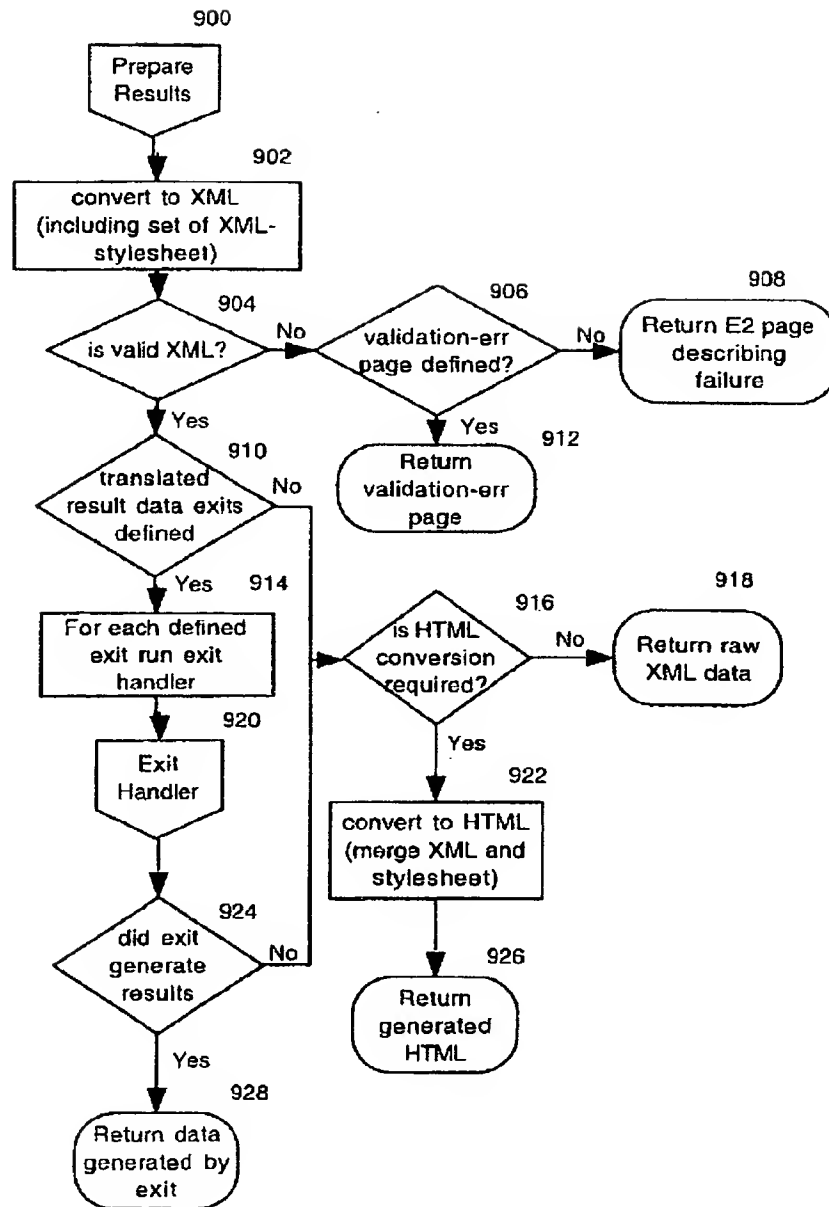 900
Prepare
Results
902
convert to XML
(including set of XML-
stylesheet)
904
is valid XML?
No
906
validation-err
page defined?
No
908
Return E2 page
describing
failure
Yes
Yes
912
Return
validation-err
page
910
translated
result data exits
defined
No
Yes
914
For each defined
exit run exit
handler
916
is HTML
conversion
required?
No
918
Return raw
XML data
920
Exit
Handler
Yes
922
convert to HTML
(merge XML and
stylesheet)
924
did exit
generate
results
No
926
Return
generated
HTML
Yes
928
Return data
generated by
exit